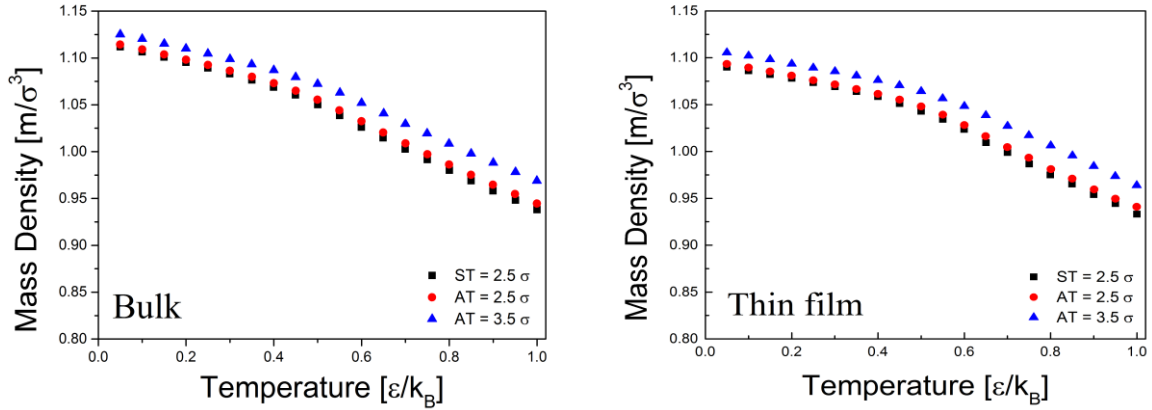 1.15
1.10
1.05
1.00
0.95
0.90
0.85
0.80
Mass Density [m/σ³]
ST = 2.5 σ
AT = 2.5 σ
AT = 3.5 σ
Bulk
0.0 0.2 0.4 0.6 0.8 1.0
Temperature [ε/k_B]
1.15
1.10
1.05
1.00
0.95
0.90
0.85
0.80
Mass Density [m/σ³]
ST = 2.5 σ
AT = 2.5 σ
AT = 3.5 σ
Thin film
0.0 0.2 0.4 0.6 0.8 1.0
Temperature [ε/k_B]